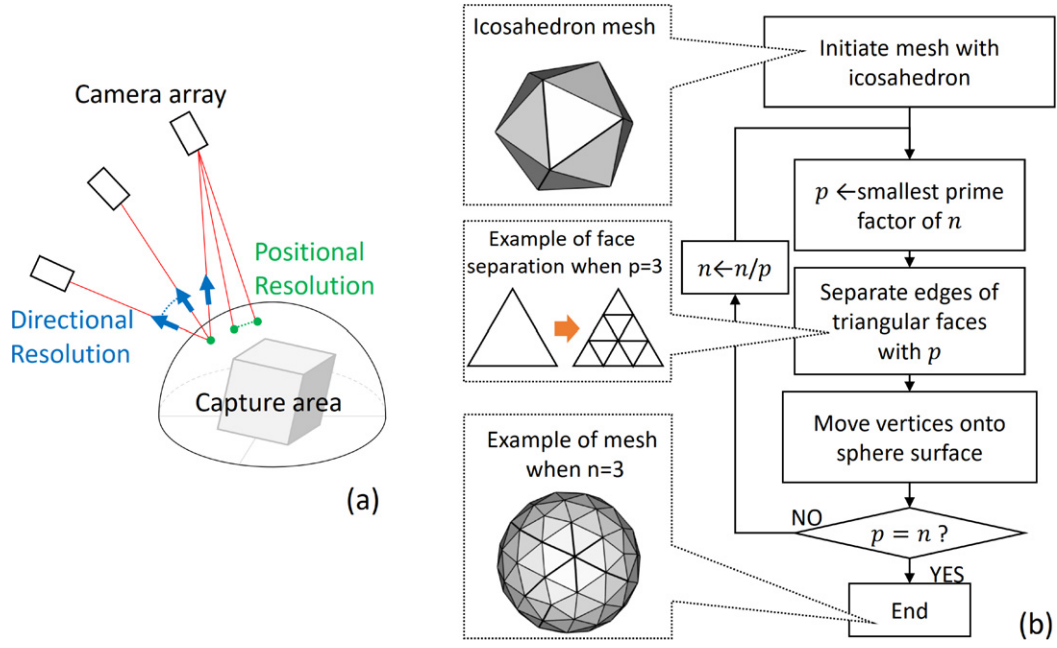 Camera array
Positional
Resolution
Directional
Resolution
Capture area
(a)
Icosahedron mesh
Initiate mesh with
icosahedron
𝑝 ←smallest prime
factor of 𝑛
Example of face
separation when p=3
𝑛←𝑛/𝑝
Separate edges of
triangular faces
with 𝑝
Move vertices onto
sphere surface
Example of mesh
when n=3
NO
𝑝 = 𝑛 ?
YES
End
(b)